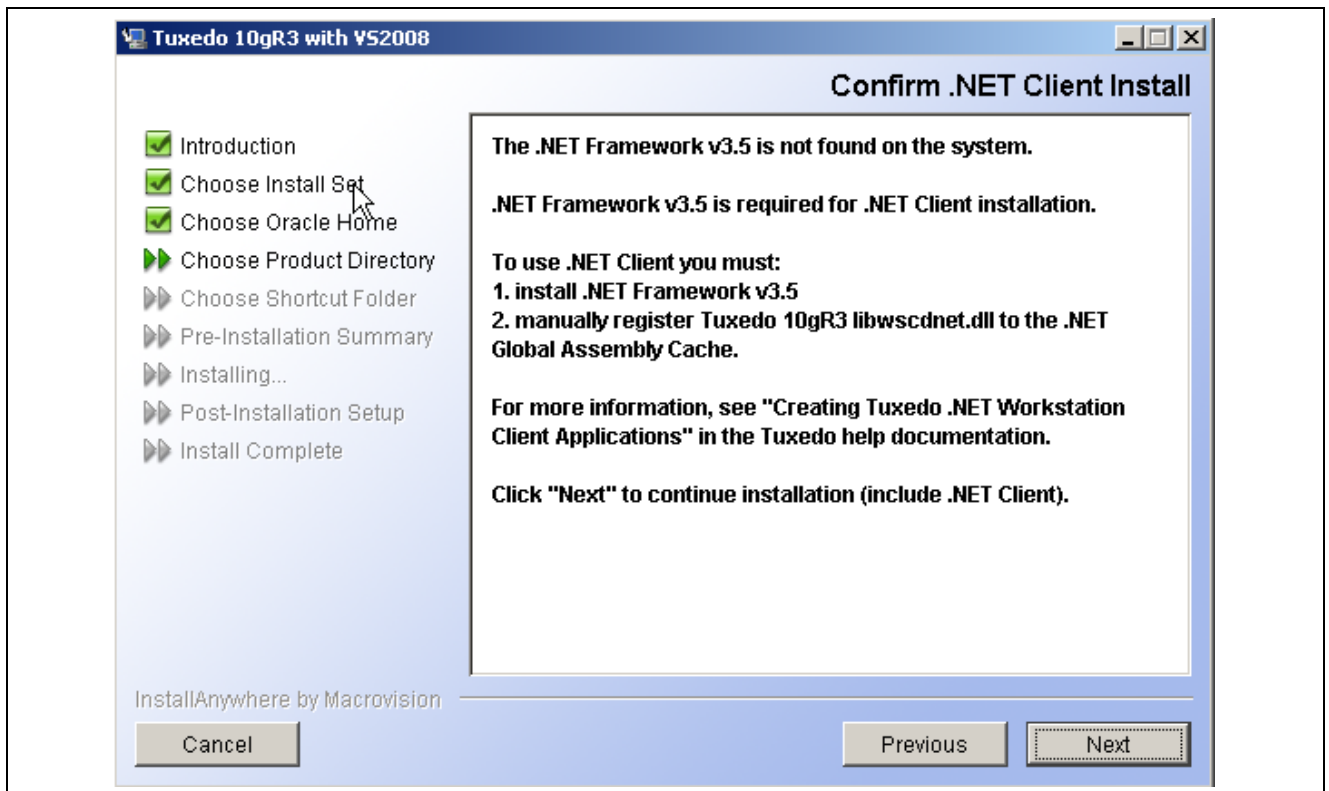 Tuxedo 10gR3 with VS2008
Confirm .NET Client Install
Introduction
Choose Install Set
Choose Oracle Home
Choose Product Directory
Choose Shortcut Folder
Pre-Installation Summary
Installing...
Post-Installation Setup
Install Complete
The .NET Framework v3.5 is not found on the system.
.NET Framework v3.5 is required for .NET Client installation.
To use .NET Client you must:
1. install .NET Framework v3.5
2. manually register Tuxedo 10gR3 libwscdnet.dll to the .NET
Global Assembly Cache.
For more information, see "Creating Tuxedo .NET Workstation
Client Applications" in the Tuxedo help documentation.
Click "Next" to continue installation (include .NET Client).
InstallAnywhere by Macrovision
Cancel
Previous
Next